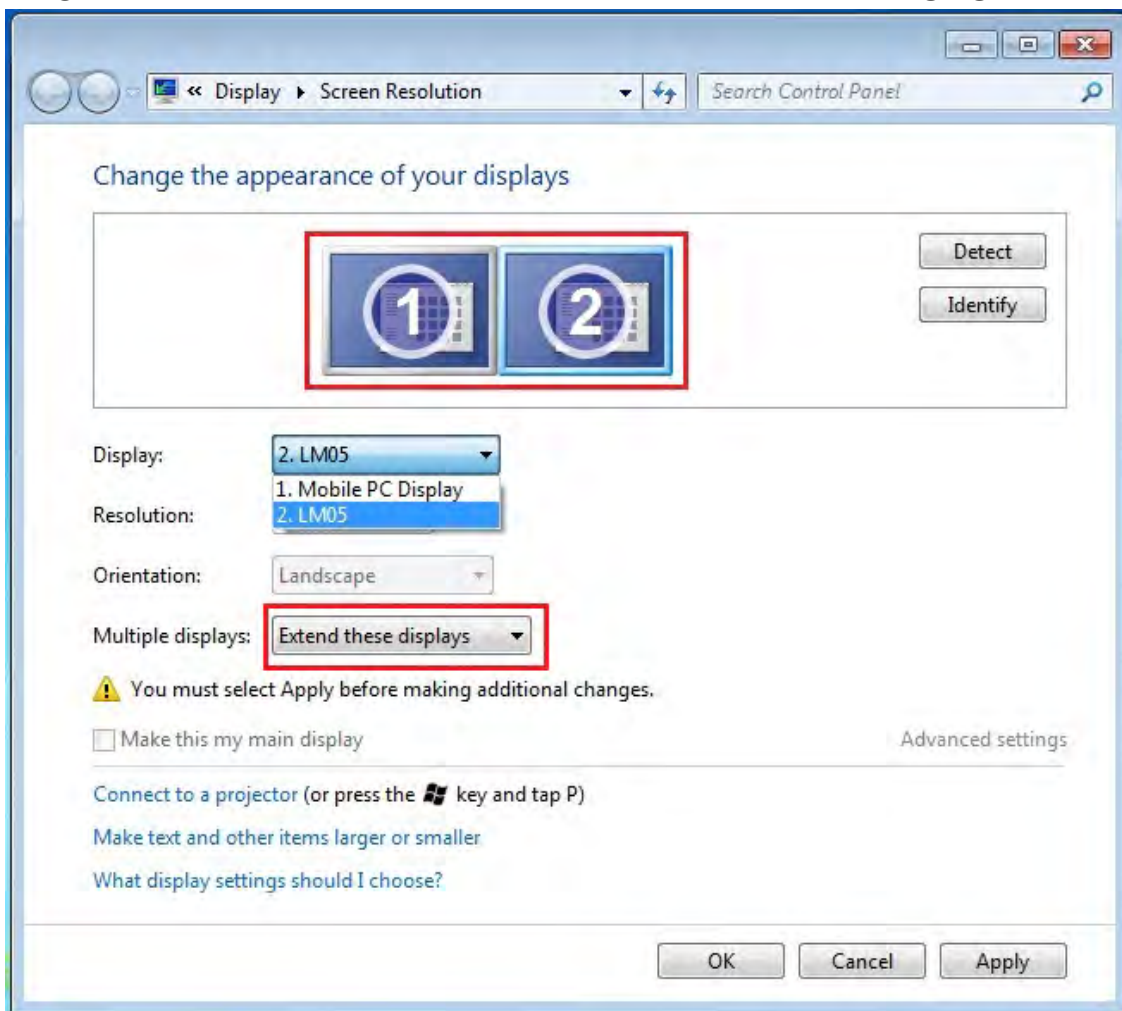 « Display ▸ Screen Resolution
Search Control Panel
Change the appearance of your displays
1 2
Detect
Identify
Display: 2. LM05
1. Mobile PC Display
2. LM05
Resolution:
Orientation: Landscape
Multiple displays: Extend these displays
You must select Apply before making additional changes.
Make this my main display Advanced settings
Connect to a projector (or press the key and tap P)
Make text and other items larger or smaller
What display settings should I choose?
OK Cancel Apply